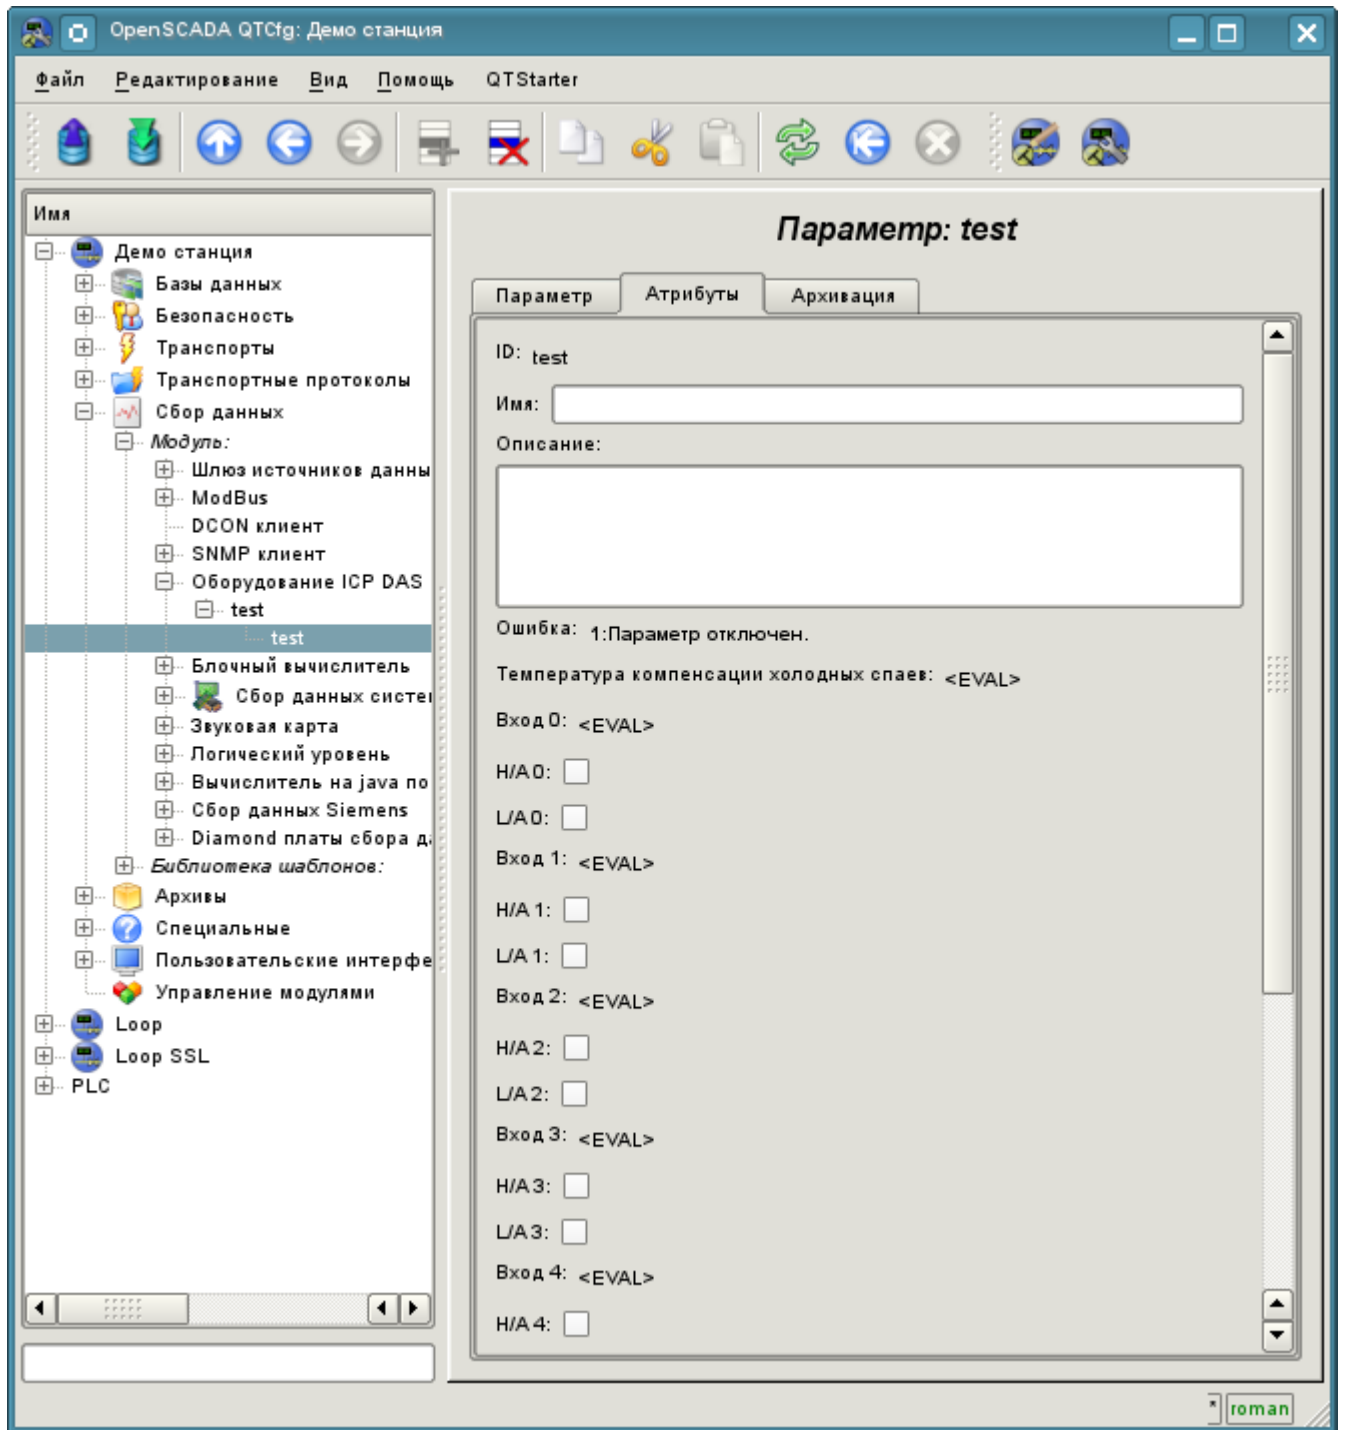 OpenSCADA QTCfg: Демо станция
Файл Редактирование Вид Помощь QTStarter
Имя
Демо станция
Базы данных
Безопасность
Транспорты
Транспортные протоколы
Сбор данных
Модуль:
Шлюз источников данны
ModBus
DCON клиент
SNMP клиент
Оборудование ICP DAS
test
test
Блочный вычислитель
Сбор данных систе
Звуковая карта
Логический уровень
Вычислитель на java по
Сбор данных Siemens
Diamond платы сбора д
Библиотека шаблонов:
Архивы
Специальные
Пользовательские интерфе
Управление модулями
Loop
Loop SSL
PLC
Параметр: test
Параметр Атрибуты Архивация
ID: test
Имя:
Описание:
Ошибка: 1:Параметр отключен.
Температура компенсации холодных спаев: <EVAL>
Вход 0: <EVAL>
H/A 0:
L/A 0:
Вход 1: <EVAL>
H/A 1:
L/A 1:
Вход 2: <EVAL>
H/A 2:
L/A 2:
Вход 3: <EVAL>
H/A 3:
L/A 3:
Вход 4: <EVAL>
H/A 4:
* roman